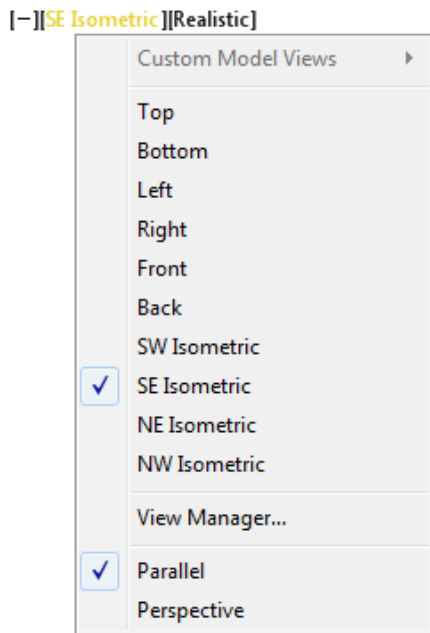 [−][SE Isometric][Realistic]
Custom Model Views
Top
Bottom
Left
Right
Front
Back
SW Isometric
SE Isometric
NE Isometric
NW Isometric
View Manager...
Parallel
Perspective